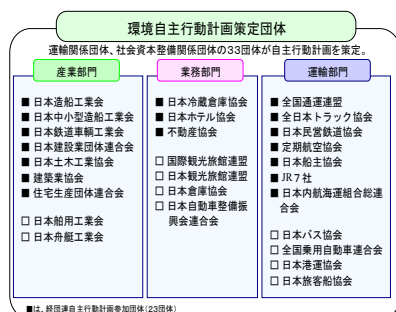 環境自主行動計画策定団体
運輸関係団体、社会資本整備関係団体の33団体が自主行動計画を策定。
産業部門
■ 日本造船工業会
■ 日本中小型造船工業会
■ 日本鉄道車輌工業会
■ 日本建設業団体連合会
■ 日本土木工業協会
■ 建築業協会
■ 住宅生産団体連合会
□ 日本舶用工業会
□ 日本舟艇工業会
業務部門
■ 日本冷蔵倉庫協会
■ 日本ホテル協会
■ 不動産協会
□ 国際観光旅館連盟
□ 日本観光旅館連盟
□ 日本倉庫協会
□ 日本自動車整備振
興会連合会
運輸部門
■ 全国通運連盟
■ 全日本トラック協会
■ 日本民営鉄道協会
■ 定期航空協会
■ 日本船主協会
■ JR7社
■ 日本内航海運組合総連
合会
□ 日本バス協会
□ 全国乗用自動車連合会
□ 日本港運協会
□ 日本旅客船協会
■は、経団連自主行動計画参加団体(23団体)